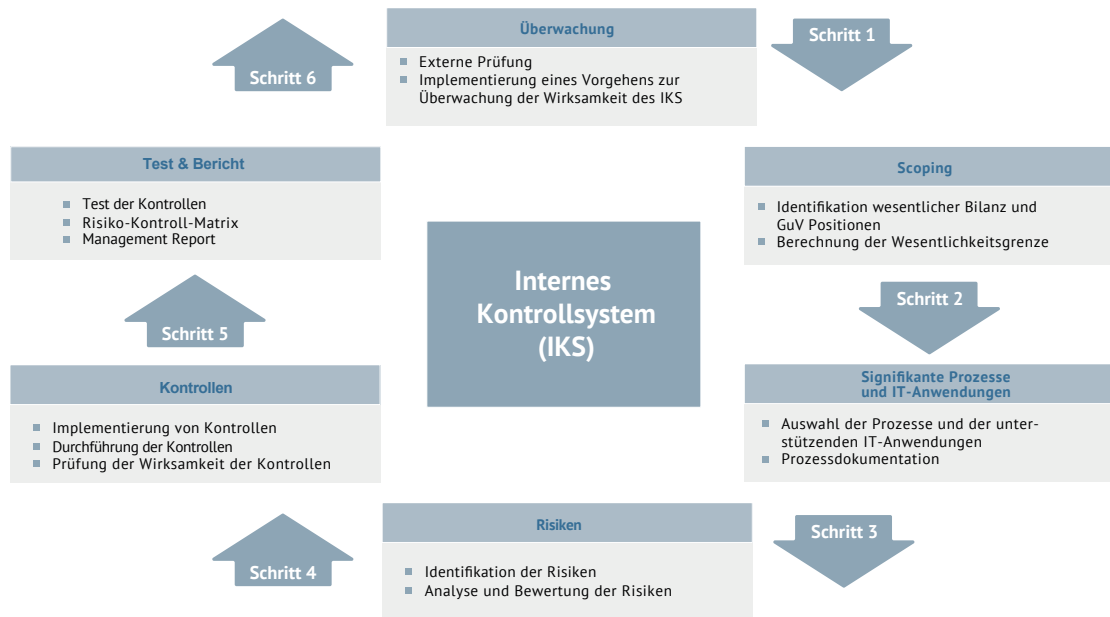 Überwachung
Externe Prüfung
Implementierung eines Vorgehens zur
Überwachung der Wirksamkeit des IKS
Schritt 1
Scoping
Identifikation wesentlicher Bilanz und
GuV Positionen
Berechnung der Wesentlichkeitsgrenze
Schritt 2
Signifikante Prozesse
und IT-Anwendungen
Auswahl der Prozesse und der unter-
stützenden IT-Anwendungen
Prozessdokumentation
Schritt 3
Risiken
Identifikation der Risiken
Analyse und Bewertung der Risiken
Schritt 4
Kontrollen
Implementierung von Kontrollen
Durchführung der Kontrollen
Prüfung der Wirksamkeit der Kontrollen
Schritt 5
Test & Bericht
Test der Kontrollen
Risiko-Kontroll-Matrix
Management Report
Schritt 6
Internes
Kontrollsystem
(IKS)